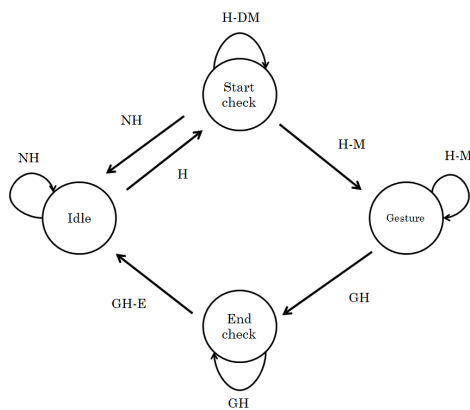 H-DM
Start
check
NH
H-M
H
NH
H-M
Idle
Gesture
GH-E
GH
End
check
GH